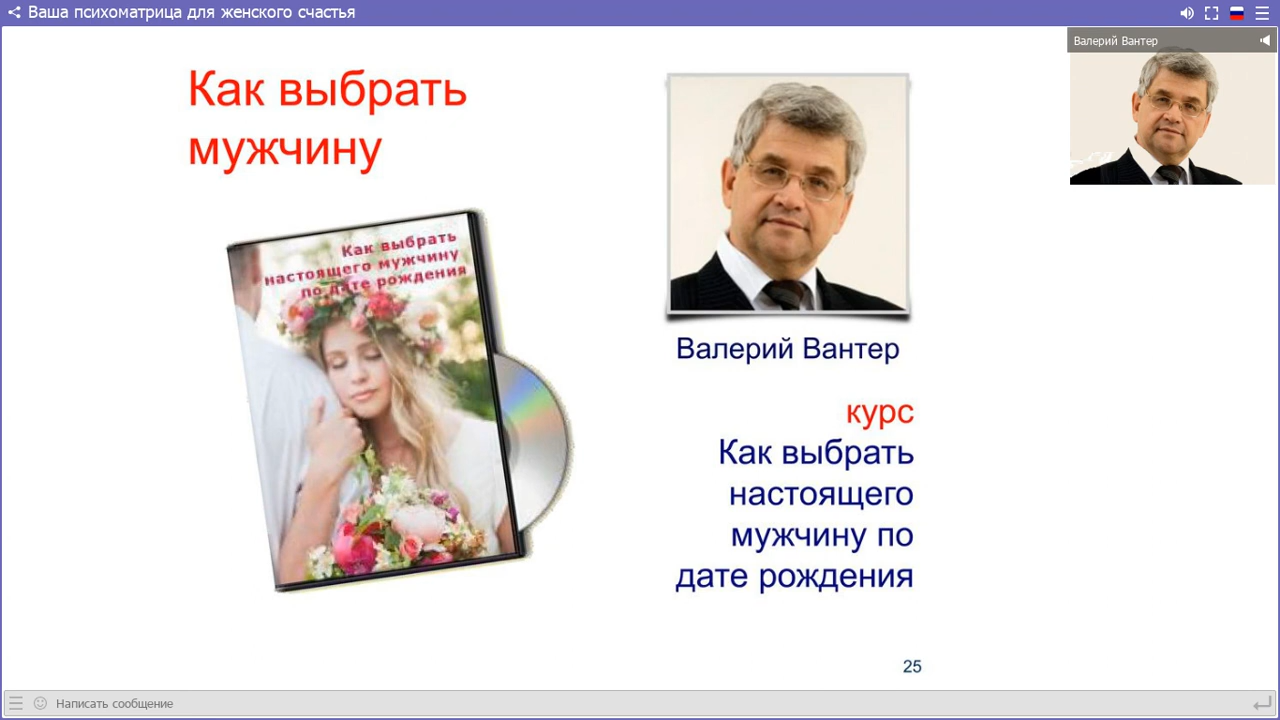 Ваша психоматрица для женского счастья
Валерий Вантер
Как выбрать
мужчину
Как выбрать
настоящего мужчину
по дате рождения
Валерий Вантер
курс
Как выбрать
настоящего
мужчину по
дате рождения
25
Написать сообщение